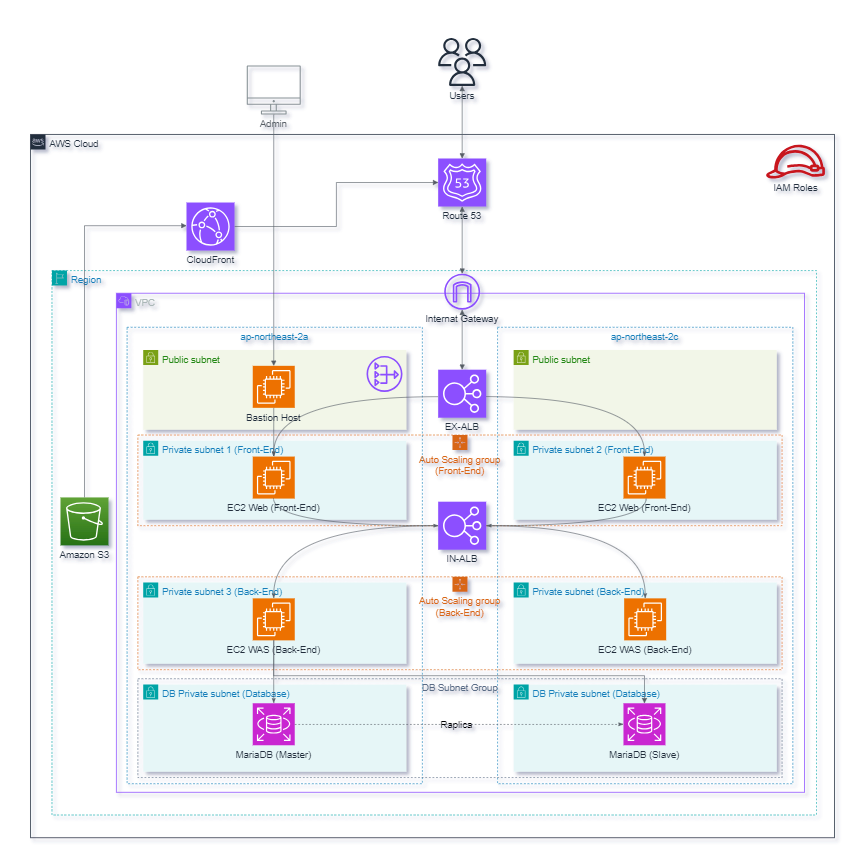 Users
Admin
aws
AWS Cloud
IAM Roles
53
Route 53
CloudFront
Region
Internat Gateway
VPC
ap-northeast-2a
ap-northeast-2c
Public subnet
Public subnet
Bastion Host
EX-ALB
Private subnet 1 (Front-End)
Auto Scaling group
(Front-End)
Private subnet 2 (Front-End)
EC2 Web (Front-End)
EC2 Web (Front-End)
Amazon S3
IN-ALB
Private subnet 3 (Back-End)
Auto Scaling group
(Back-End)
Private subnet (Back-End)
EC2 WAS (Back-End)
EC2 WAS (Back-End)
DB Subnet Group
DB Private subnet (Database)
DB Private subnet (Database)
Raplica
MariaDB (Master)
MariaDB (Slave)